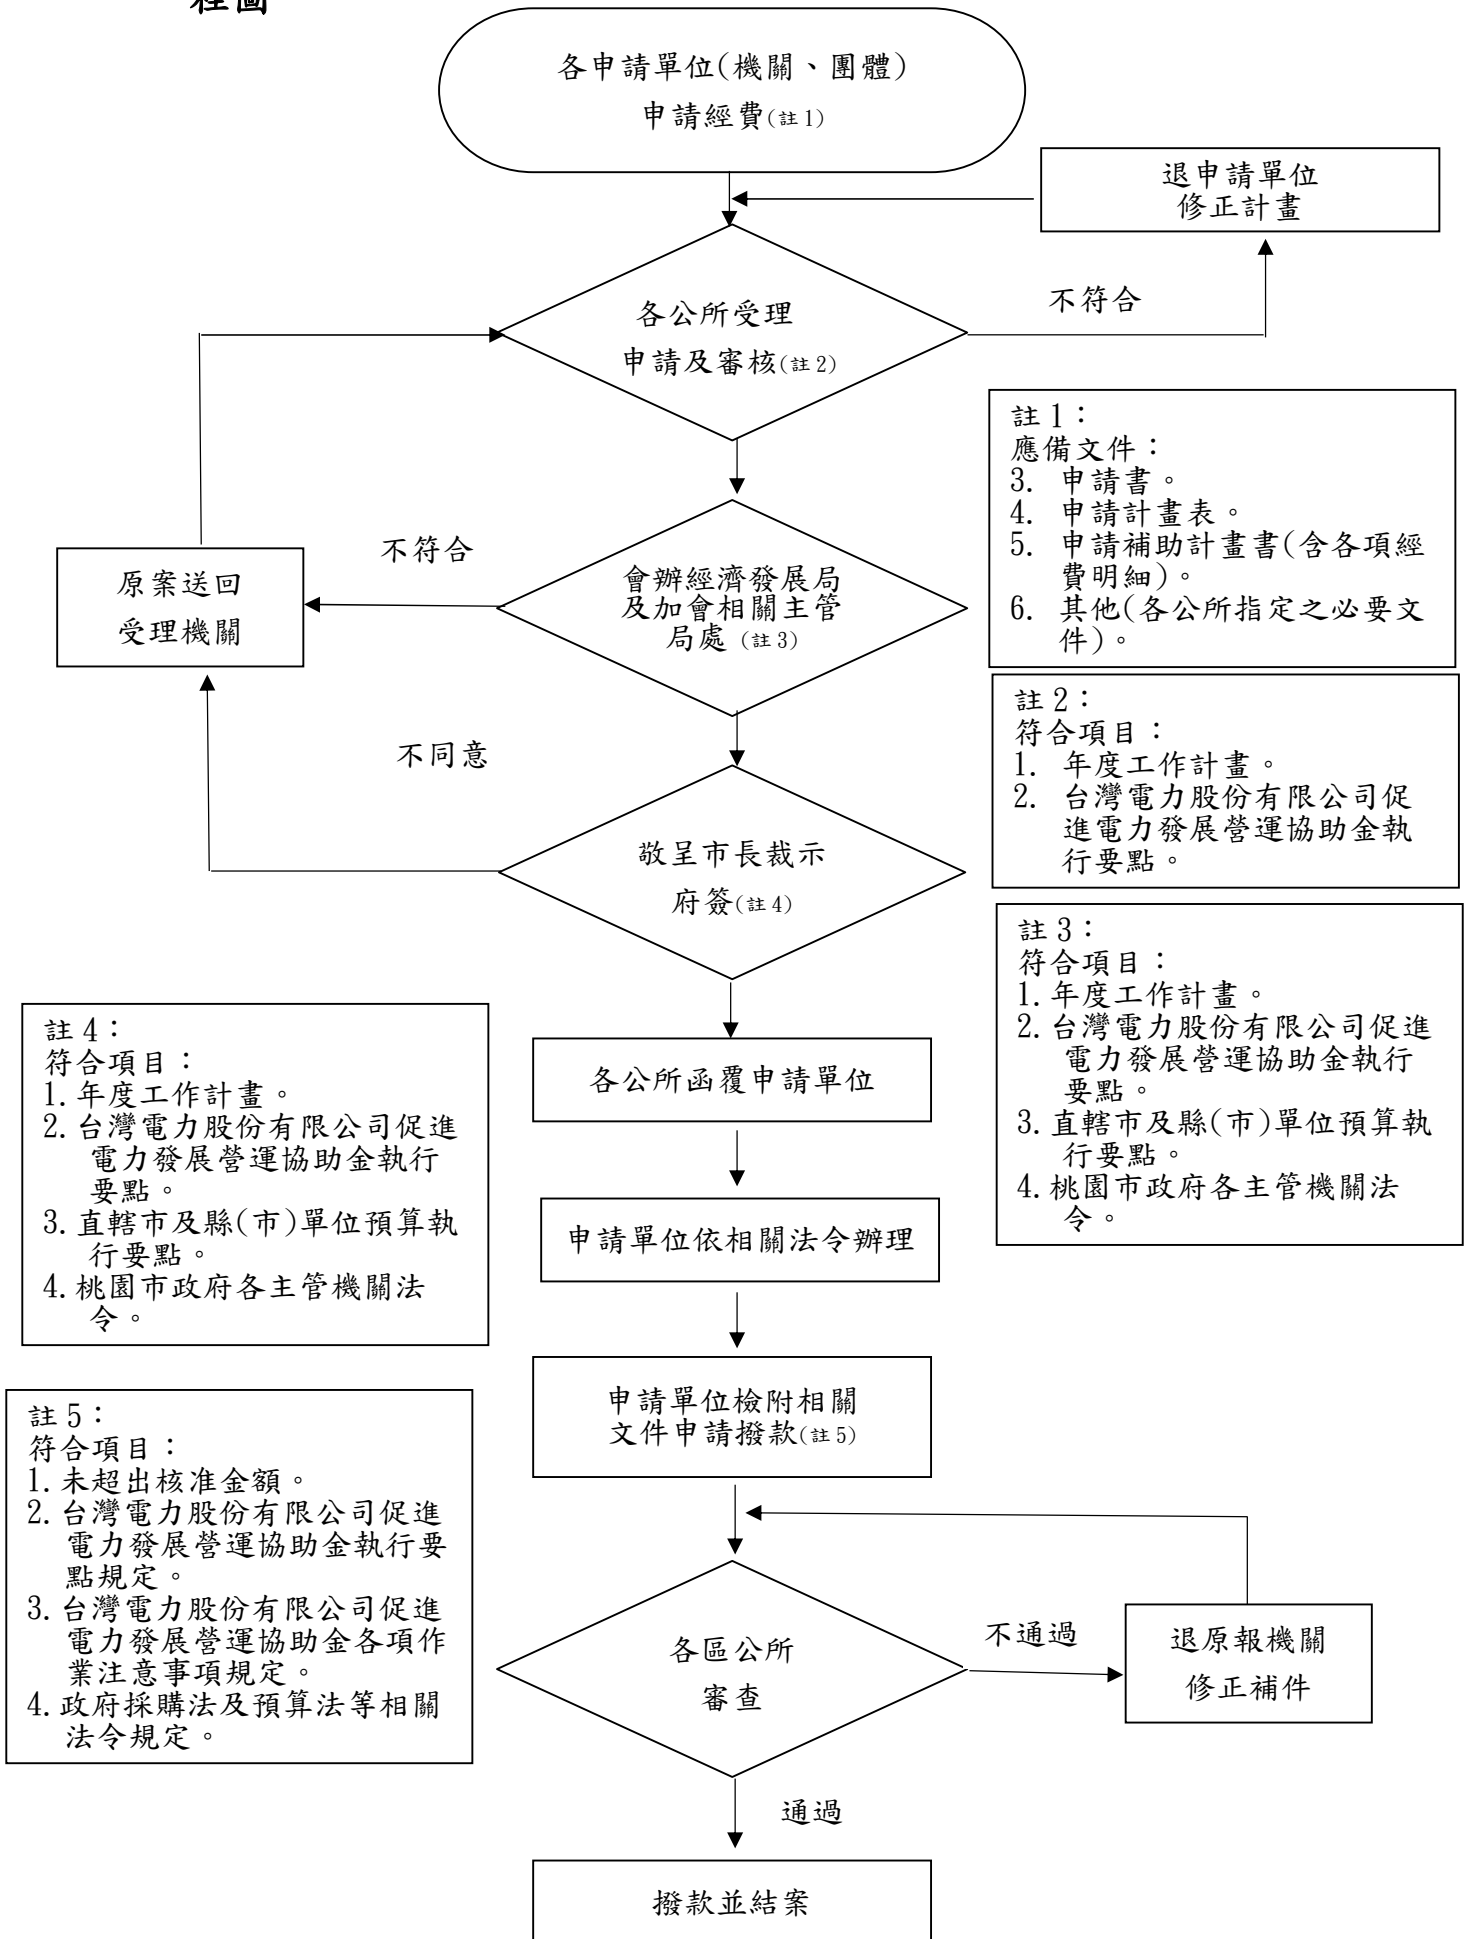 程圖
各申請單位(機關、團體)
申請經費(註1)
退申請單位
修正計畫
不符合
各公所受理
申請及審核(註2)
註1：
應備文件：
3. 申請書。
4. 申請計畫表。
5. 申請補助計畫書(含各項經
費明細)。
6. 其他(各公所指定之必要文
件)。
不符合
原案送回
受理機關
會辦經濟發展局
及加會相關主管
局處 (註3)
註2：
符合項目：
1. 年度工作計畫。
2. 台灣電力股份有限公司促
進電力發展營運協助金執
行要點。
不同意
敬呈市長裁示
府簽(註4)
註3：
符合項目：
1.年度工作計畫。
2.台灣電力股份有限公司促進
電力發展營運協助金執行
要點。
3.直轄市及縣(市)單位預算執
行要點。
4.桃園市政府各主管機關法
令。
註4：
符合項目：
1.年度工作計畫。
2.台灣電力股份有限公司促進
電力發展營運協助金執行
要點。
3.直轄市及縣(市)單位預算執
行要點。
4.桃園市政府各主管機關法
令。
各公所函覆申請單位
申請單位依相關法令辦理
申請單位檢附相關
文件申請撥款(註5)
註5：
符合項目：
1.未超出核准金額。
2.台灣電力股份有限公司促進
電力發展營運協助金執行要
點規定。
3.台灣電力股份有限公司促進
電力發展營運協助金各項作
業注意事項規定。
4.政府採購法及預算法等相關
法令規定。
各區公所
審查
不通過
退原報機關
修正補件
通過
撥款並結案